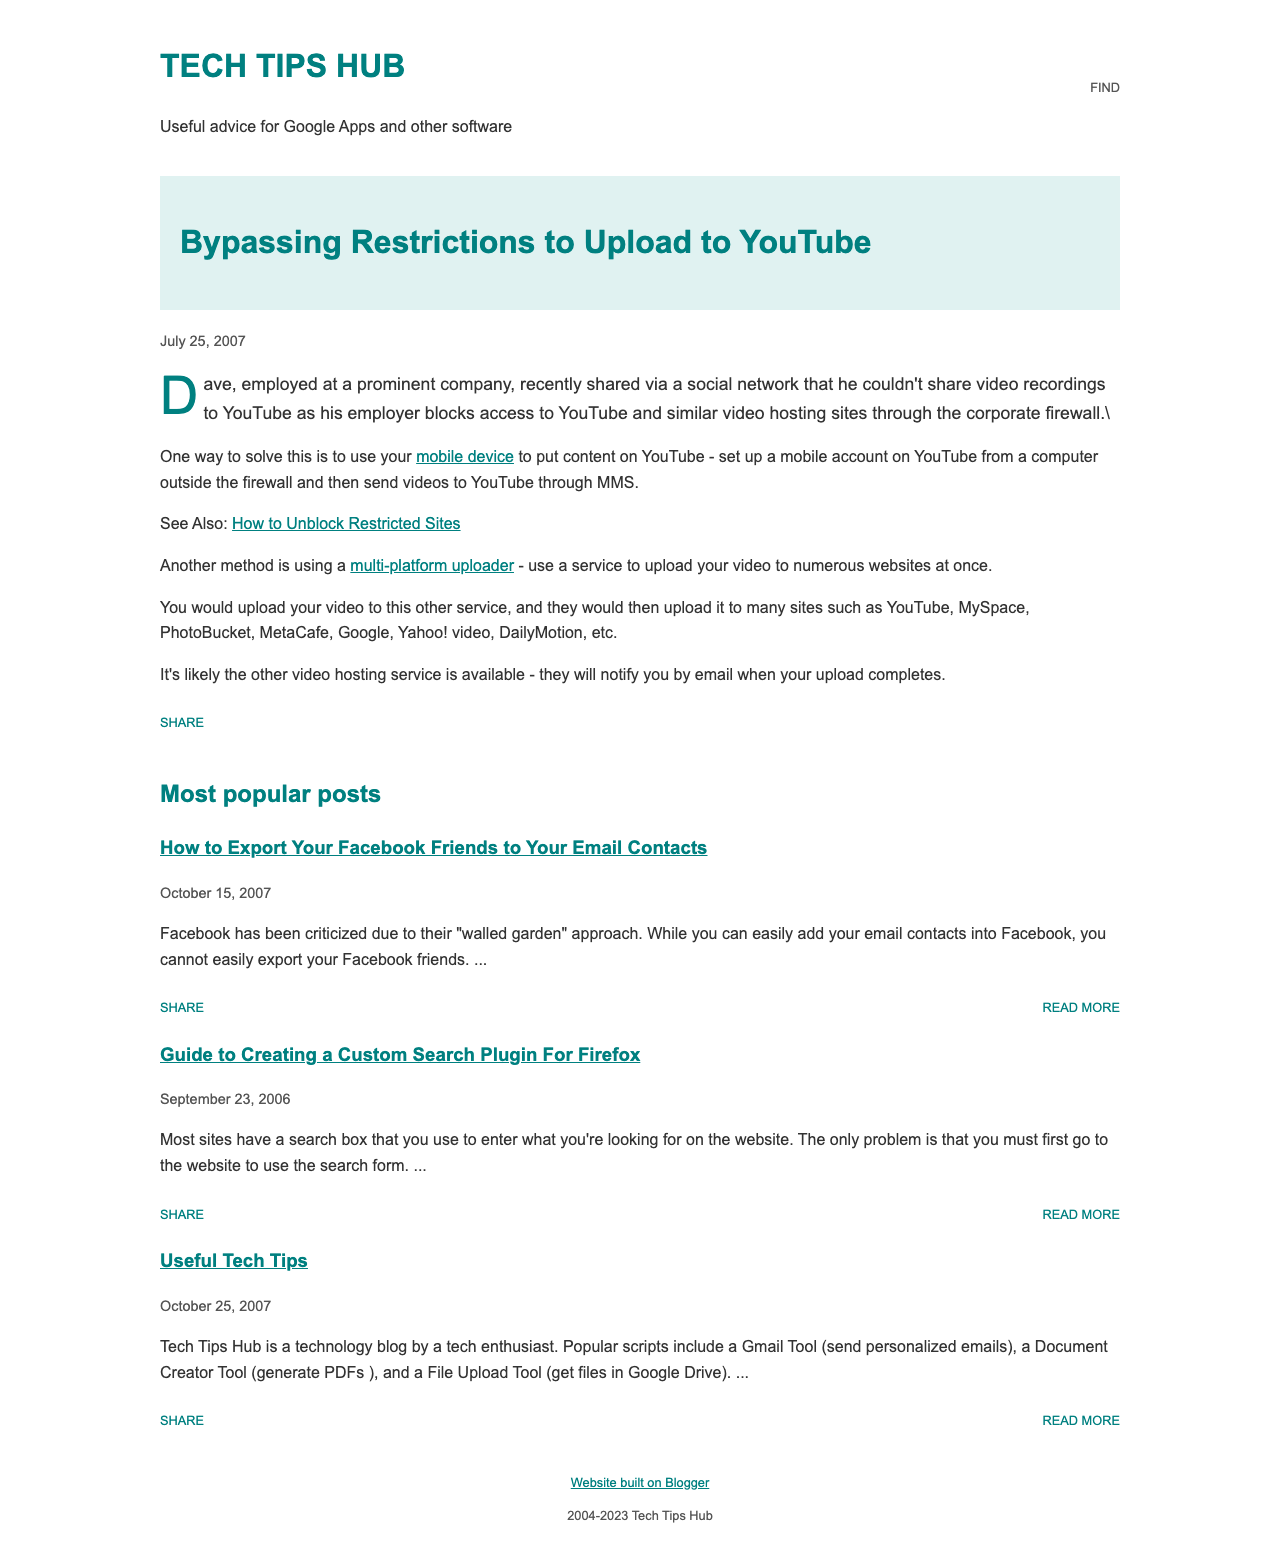 TECH TIPS HUB
FIND
Useful advice for Google Apps and other software
Bypassing Restrictions to Upload to YouTube
July 25, 2007
Dave, employed at a prominent company, recently shared via a social network that he couldn't share video recordings
to YouTube as his employer blocks access to YouTube and similar video hosting sites through the corporate firewall.\
One way to solve this is to use your mobile device to put content on YouTube - set up a mobile account on YouTube from a computer
outside the firewall and then send videos to YouTube through MMS.
See Also: How to Unblock Restricted Sites
Another method is using a multi-platform uploader - use a service to upload your video to numerous websites at once.
You would upload your video to this other service, and they would then upload it to many sites such as YouTube, MySpace,
PhotoBucket, MetaCafe, Google, Yahoo! video, DailyMotion, etc.
It's likely the other video hosting service is available - they will notify you by email when your upload completes.
SHARE
Most popular posts
How to Export Your Facebook Friends to Your Email Contacts
October 15, 2007
Facebook has been criticized due to their "walled garden" approach. While you can easily add your email contacts into Facebook, you
cannot easily export your Facebook friends. ...
SHARE
READ MORE
Guide to Creating a Custom Search Plugin For Firefox
September 23, 2006
Most sites have a search box that you use to enter what you're looking for on the website. The only problem is that you must first go to
the website to use the search form. ...
SHARE
READ MORE
Useful Tech Tips
October 25, 2007
Tech Tips Hub is a technology blog by a tech enthusiast. Popular scripts include a Gmail Tool (send personalized emails), a Document
Creator Tool (generate PDFs ), and a File Upload Tool (get files in Google Drive). ...
SHARE
READ MORE
Website built on Blogger
2004-2023 Tech Tips Hub